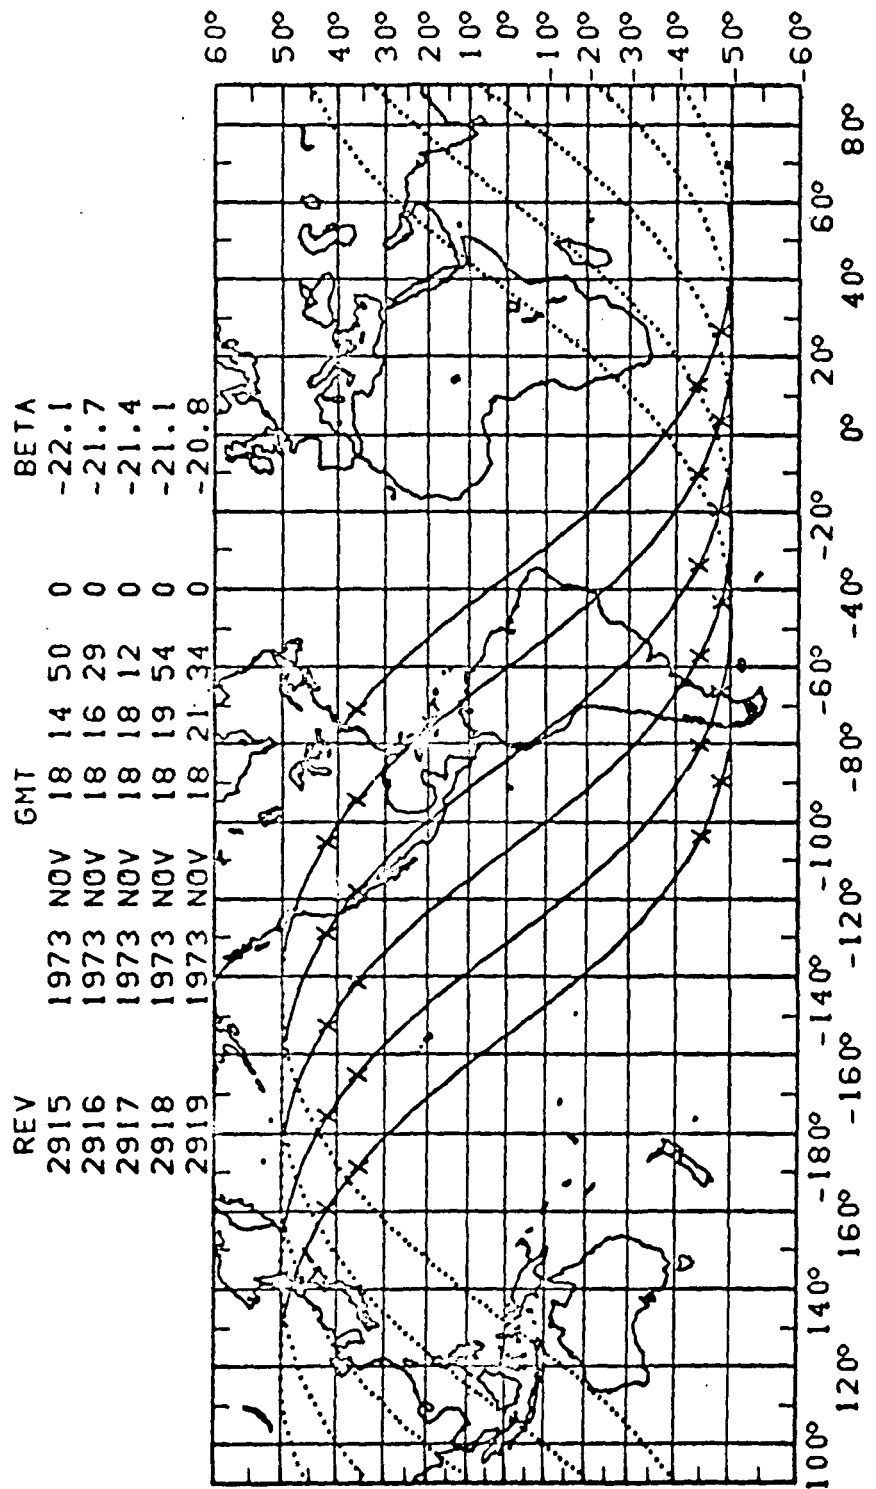 REV GMT BETA
2915 1973 NOV 18 14 50 0 -22.1
2916 1973 NOV 18 16 29 0 -21.7
2917 1973 NOV 18 18 12 0 -21.4
2918 1973 NOV 18 19 54 0 -21.1
2919 1973 NOV 18 21 34 0 -20.8
60°
50°
40°
30°
20°
10°
0°
-10°
-20°
-30°
-40°
-50°
-60°
100° 120° 140° 160° -180° -160° -140° -120° -100° -80° -60° -40° -20° 0° 20° 40° 60° 80°